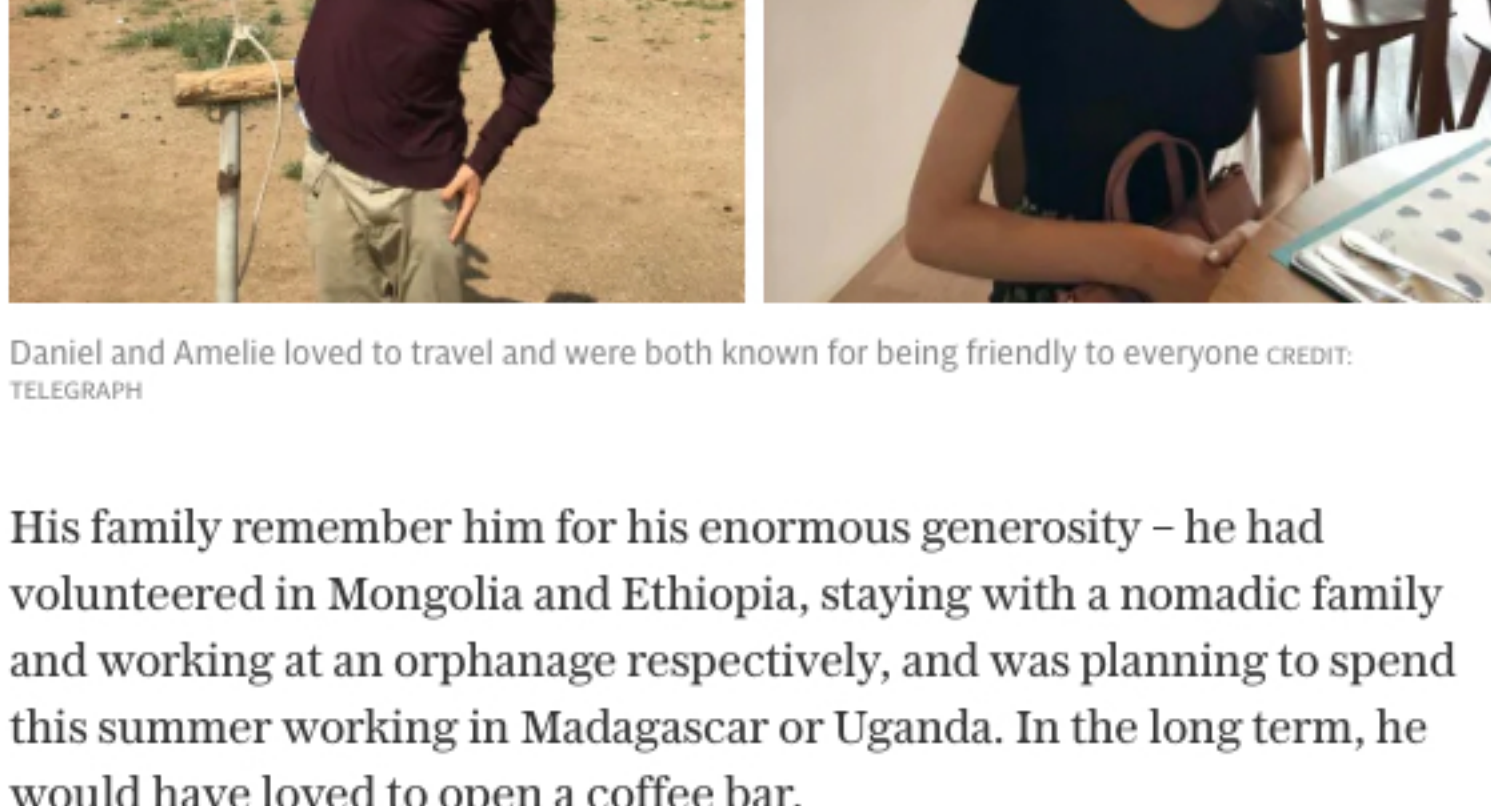 Daniel and Amelie loved to travel and were both known for being friendly to everyone CREDIT:
TELEGRAPH
His family remember him for his enormous generosity – he had
volunteered in Mongolia and Ethiopia, staying with a nomadic family
and working at an orphanage respectively, and was planning to spend
this summer working in Madagascar or Uganda. In the long term, he
would have loved to open a coffee bar.